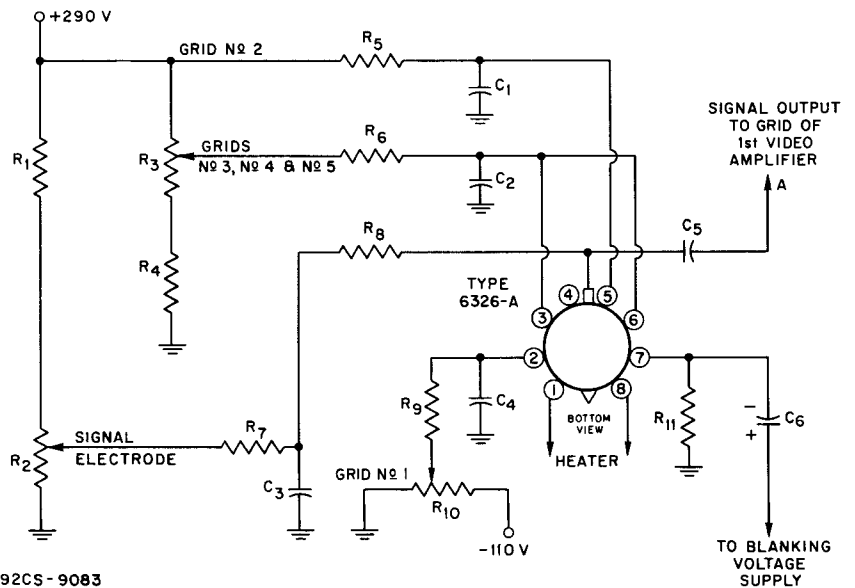 +290 V
GRID Nº 2
R5
C1
R1
R3
GRIDS
Nº 3, Nº 4 & Nº 5
R6
C2
SIGNAL OUTPUT
TO GRID OF
1st VIDEO
AMPLIFIER
A
R4
R8
C5
TYPE
6326-A
4
5
3
6
2
7
1
8
BOTTOM
VIEW
HEATER
R9
C4
R11
-
+
C6
R2
SIGNAL
ELECTRODE
R7
C3
GRID Nº 1
R10
-110 V
TO BLANKING
VOLTAGE
SUPPLY
92CS-9083